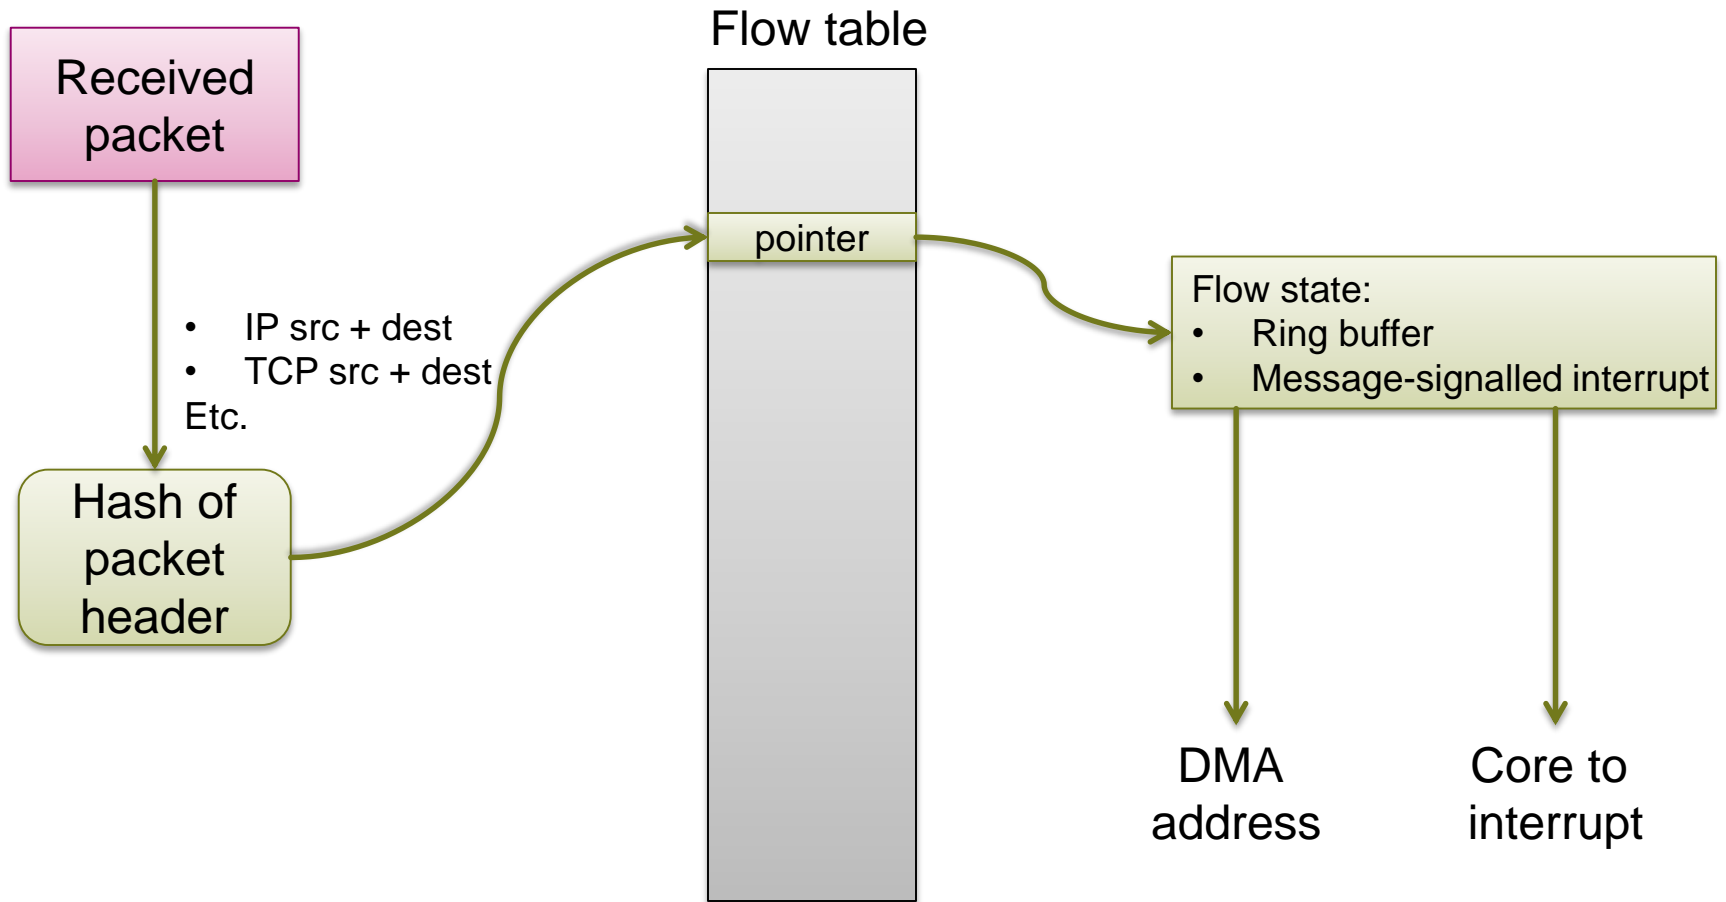 Flow table
Received
packet
pointer
• IP src + dest
• TCP src + dest
Etc.
Flow state:
• Ring buffer
• Message-signalled interrupt
Hash of
packet
header
DMA
address
Core to
interrupt